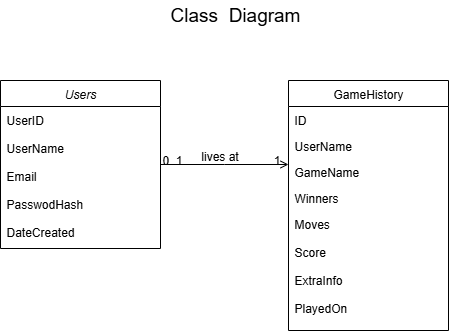 Class Diagram
Users
UserID
UserName
Email
PasswodHash
DateCreated
0 1 lives at 1
GameHistory
ID
UserName
GameName
Winners
Moves
Score
ExtraInfo
PlayedOn